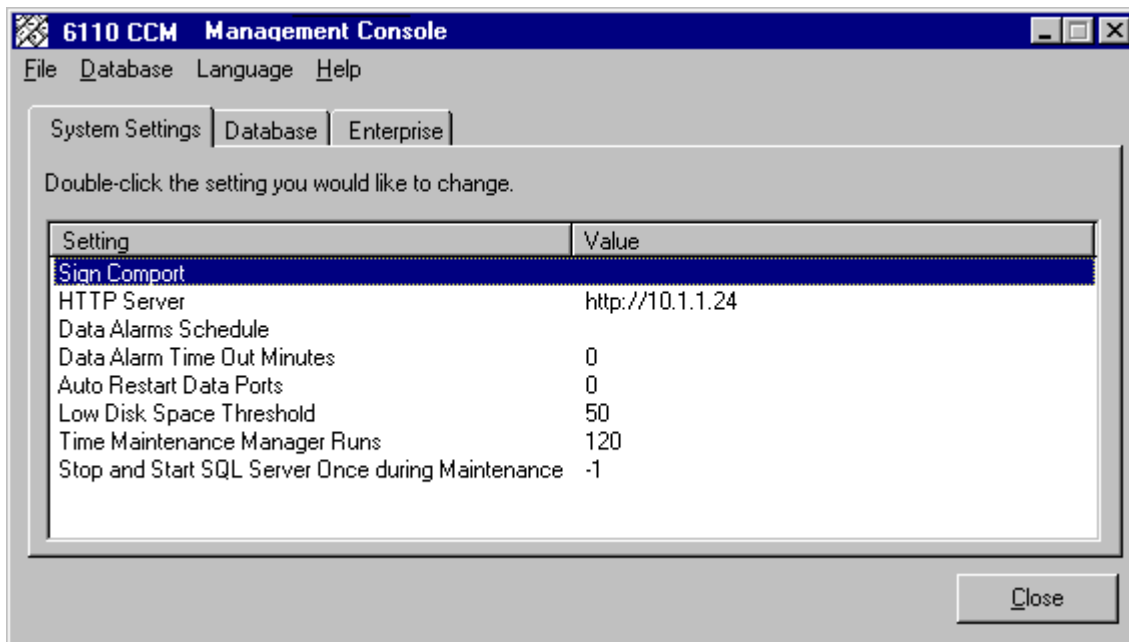 6110 CCM Management Console
File Database Language Help
System Settings Database Enterprise
Double-click the setting you would like to change.
Setting Value
Sign Comport
HTTP Server http://10.1.1.24
Data Alarms Schedule
Data Alarm Time Out Minutes 0
Auto Restart Data Ports 0
Low Disk Space Threshold 50
Time Maintenance Manager Runs 120
Stop and Start SQL Server Once during Maintenance -1
Close